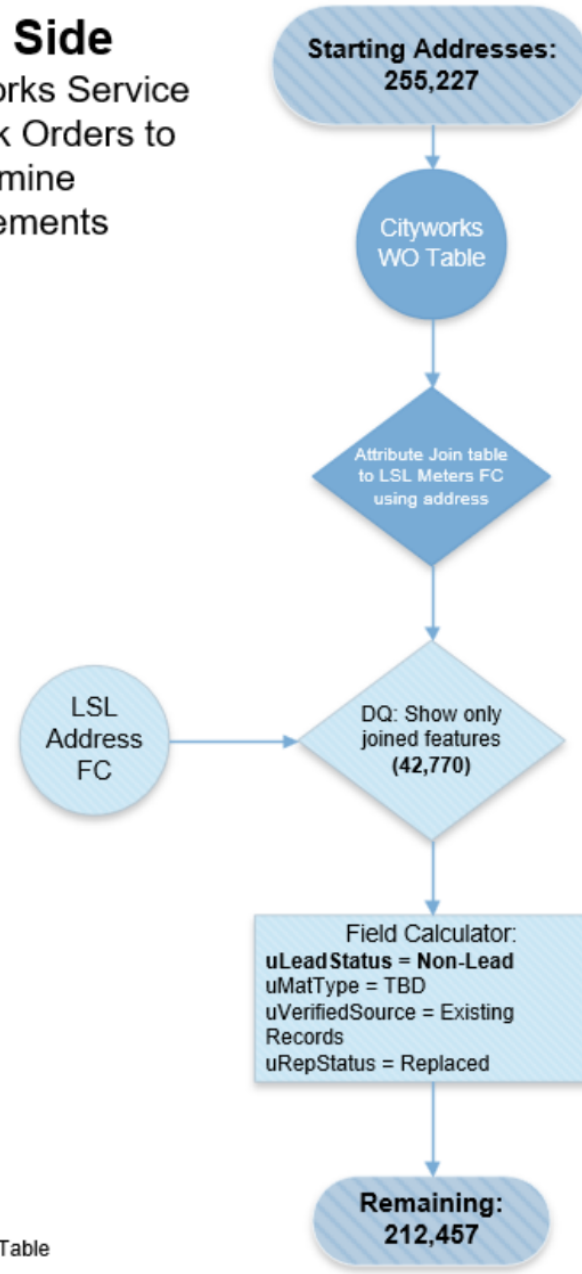 Side
orks Service
k Orders to
mine
ements
Starting Addresses:
255,227
Cityworks
WO Table
Attribute Join table
to LSL Meters FC
using address
LSL
Address
FC
DQ: Show only
joined features
(42,770)
Field Calculator:
uLeadStatus = Non-Lead
uMatType = TBD
uVerifiedSource = Existing
Records
uRepStatus = Replaced
Remaining:
212,457
Table